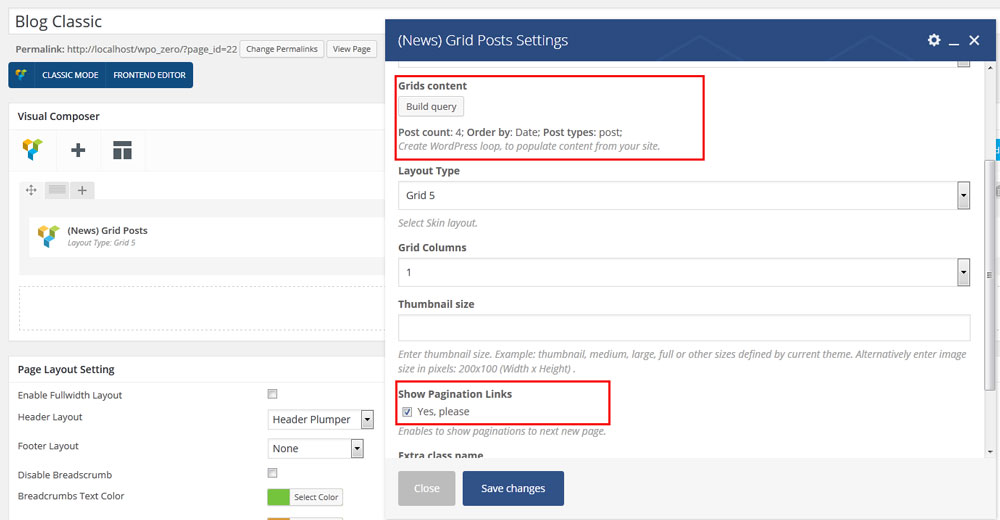 Blog Classic
Permalink: http://localhost/wpo_zero/?page_id=22 Change Permalinks View Page
CLASSIC MODE FRONTEND EDITOR
Visual Composer
(News) Grid Posts
Layout Type: Grid 5
Page Layout Setting
Enable Fullwidth Layout
Header Layout Header Plumper
Footer Layout None
Disable Breadscrumb
Breadcrumbs Text Color Select Color
(News) Grid Posts Settings
Grids content
Build query
Post count: 4; Order by: Date; Post types: post;
Create WordPress loop, to populate content from your site.
Layout Type
Grid 5
Select Skin layout.
Grid Columns
1
Thumbnail size
Enter thumbnail size. Example: thumbnail, medium, large, full or other sizes defined by current theme. Alternatively enter image
size in pixels: 200x100 (Width x Height) .
Show Pagination Links
Yes, please
Enables to show paginations to next new page.
Extra class name
Close Save changes